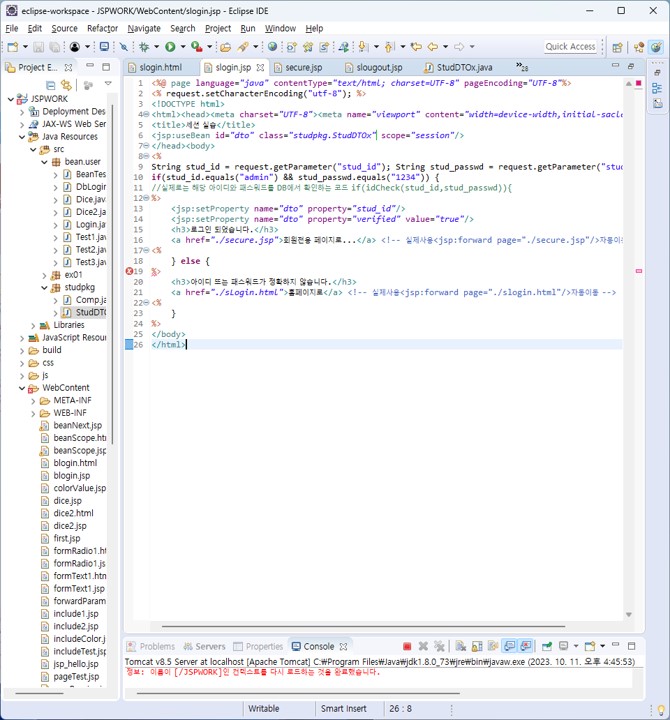 eclipse-workspace - JSPWORK/WebContent/slogin.jsp - Eclipse IDE
File Edit Source Refactor Navigate Search Project Run Window Help
Quick Access
Project E...
slogin.html slogin.jsp secure.jsp slougout.jsp StudDTOx.java »28
JSPWORK
Deployment Des
JAX-WS Web Ser
Java Resources
src
bean.user
BeanTes
DbLogin
Dice.jav
Dice2.ja
Login.ja
Test1.jav
Test2.jav
Test3.jav
ex01
studpkg
Comp.ja
StudDTO
Libraries
JavaScript Resour
build
css
js
WebContent
META-INF
WEB-INF
beanNext.jsp
beanScope.htm
beanScope.jsp
blogin.html
blogin.jsp
colorValue.jsp
dice.jsp
dice2.html
dice2.jsp
first.jsp
formRadio1.ht
formRadio1.js
formText1.htm
formText1.jsp
forwardParam
include1.jsp
include2.jsp
includeColor.j
includeTest.jsp
jsp_hello.jsp
pageTest.jsp
1 <%@ page language="java" contentType="text/html; charset=UTF-8" pageEncoding="UTF-8"%>
2 <% request.setCharacterEncoding("utf-8"); %>
3 <!DOCTYPE html>
4 <html><head><meta charset="UTF-8"><meta name="viewport" content="width=device-width,initial-sacle
5 <title>세션 실습</title>
6 <jsp:useBean id="dto" class="studpkg.StudDTOx" scope="session"/>
7 </head><body>
8 <%
9 String stud_id = request.getParameter("stud_id"); String stud_passwd = request.getParameter("stud
10 if(stud_id.equals("admin") && stud_passwd.equals("1234")) {
11 //실제로는 해당 아이디와 패스워드를 DB에서 확인하는 코드 if(idCheck(stud_id,stud_passwd)){
12 %>
13 <jsp:setProperty name="dto" property="stud_id"/>
14 <jsp:setProperty name="dto" property="verified" value="true"/>
15 <h3>로그인 되었습니다.</h3>
16 <a href="./secure.jsp">회원전용 페이지로...</a> <!-- 실제사용<jsp:forward page="./secure.jsp"/>자동이동
17 <%
18 } else {
19 %>
20 <h3>아이디 또는 패스워드가 정확하지 않습니다.</h3>
21 <a href="./sLogin.html">홈페이지로</a> <!-- 실제사용<jsp:forward page="./slogin.html"/>자동이동 -->
22 <%
23 }
24 %>
25 </body>
26 </html>
Problems Servers Properties Console
Tomcat v8.5 Server at localhost [Apache Tomcat] C:₩Program Files₩Java₩jdk1.8.0_73₩jre₩bin₩javaw.exe (2023. 10. 11. 오후 4:45:53)
정보: 이름이 [/JSPWORK]인 컨텍스트를 다시 로드하는 것을 완료했습니다.
Writable Smart Insert 26 : 8